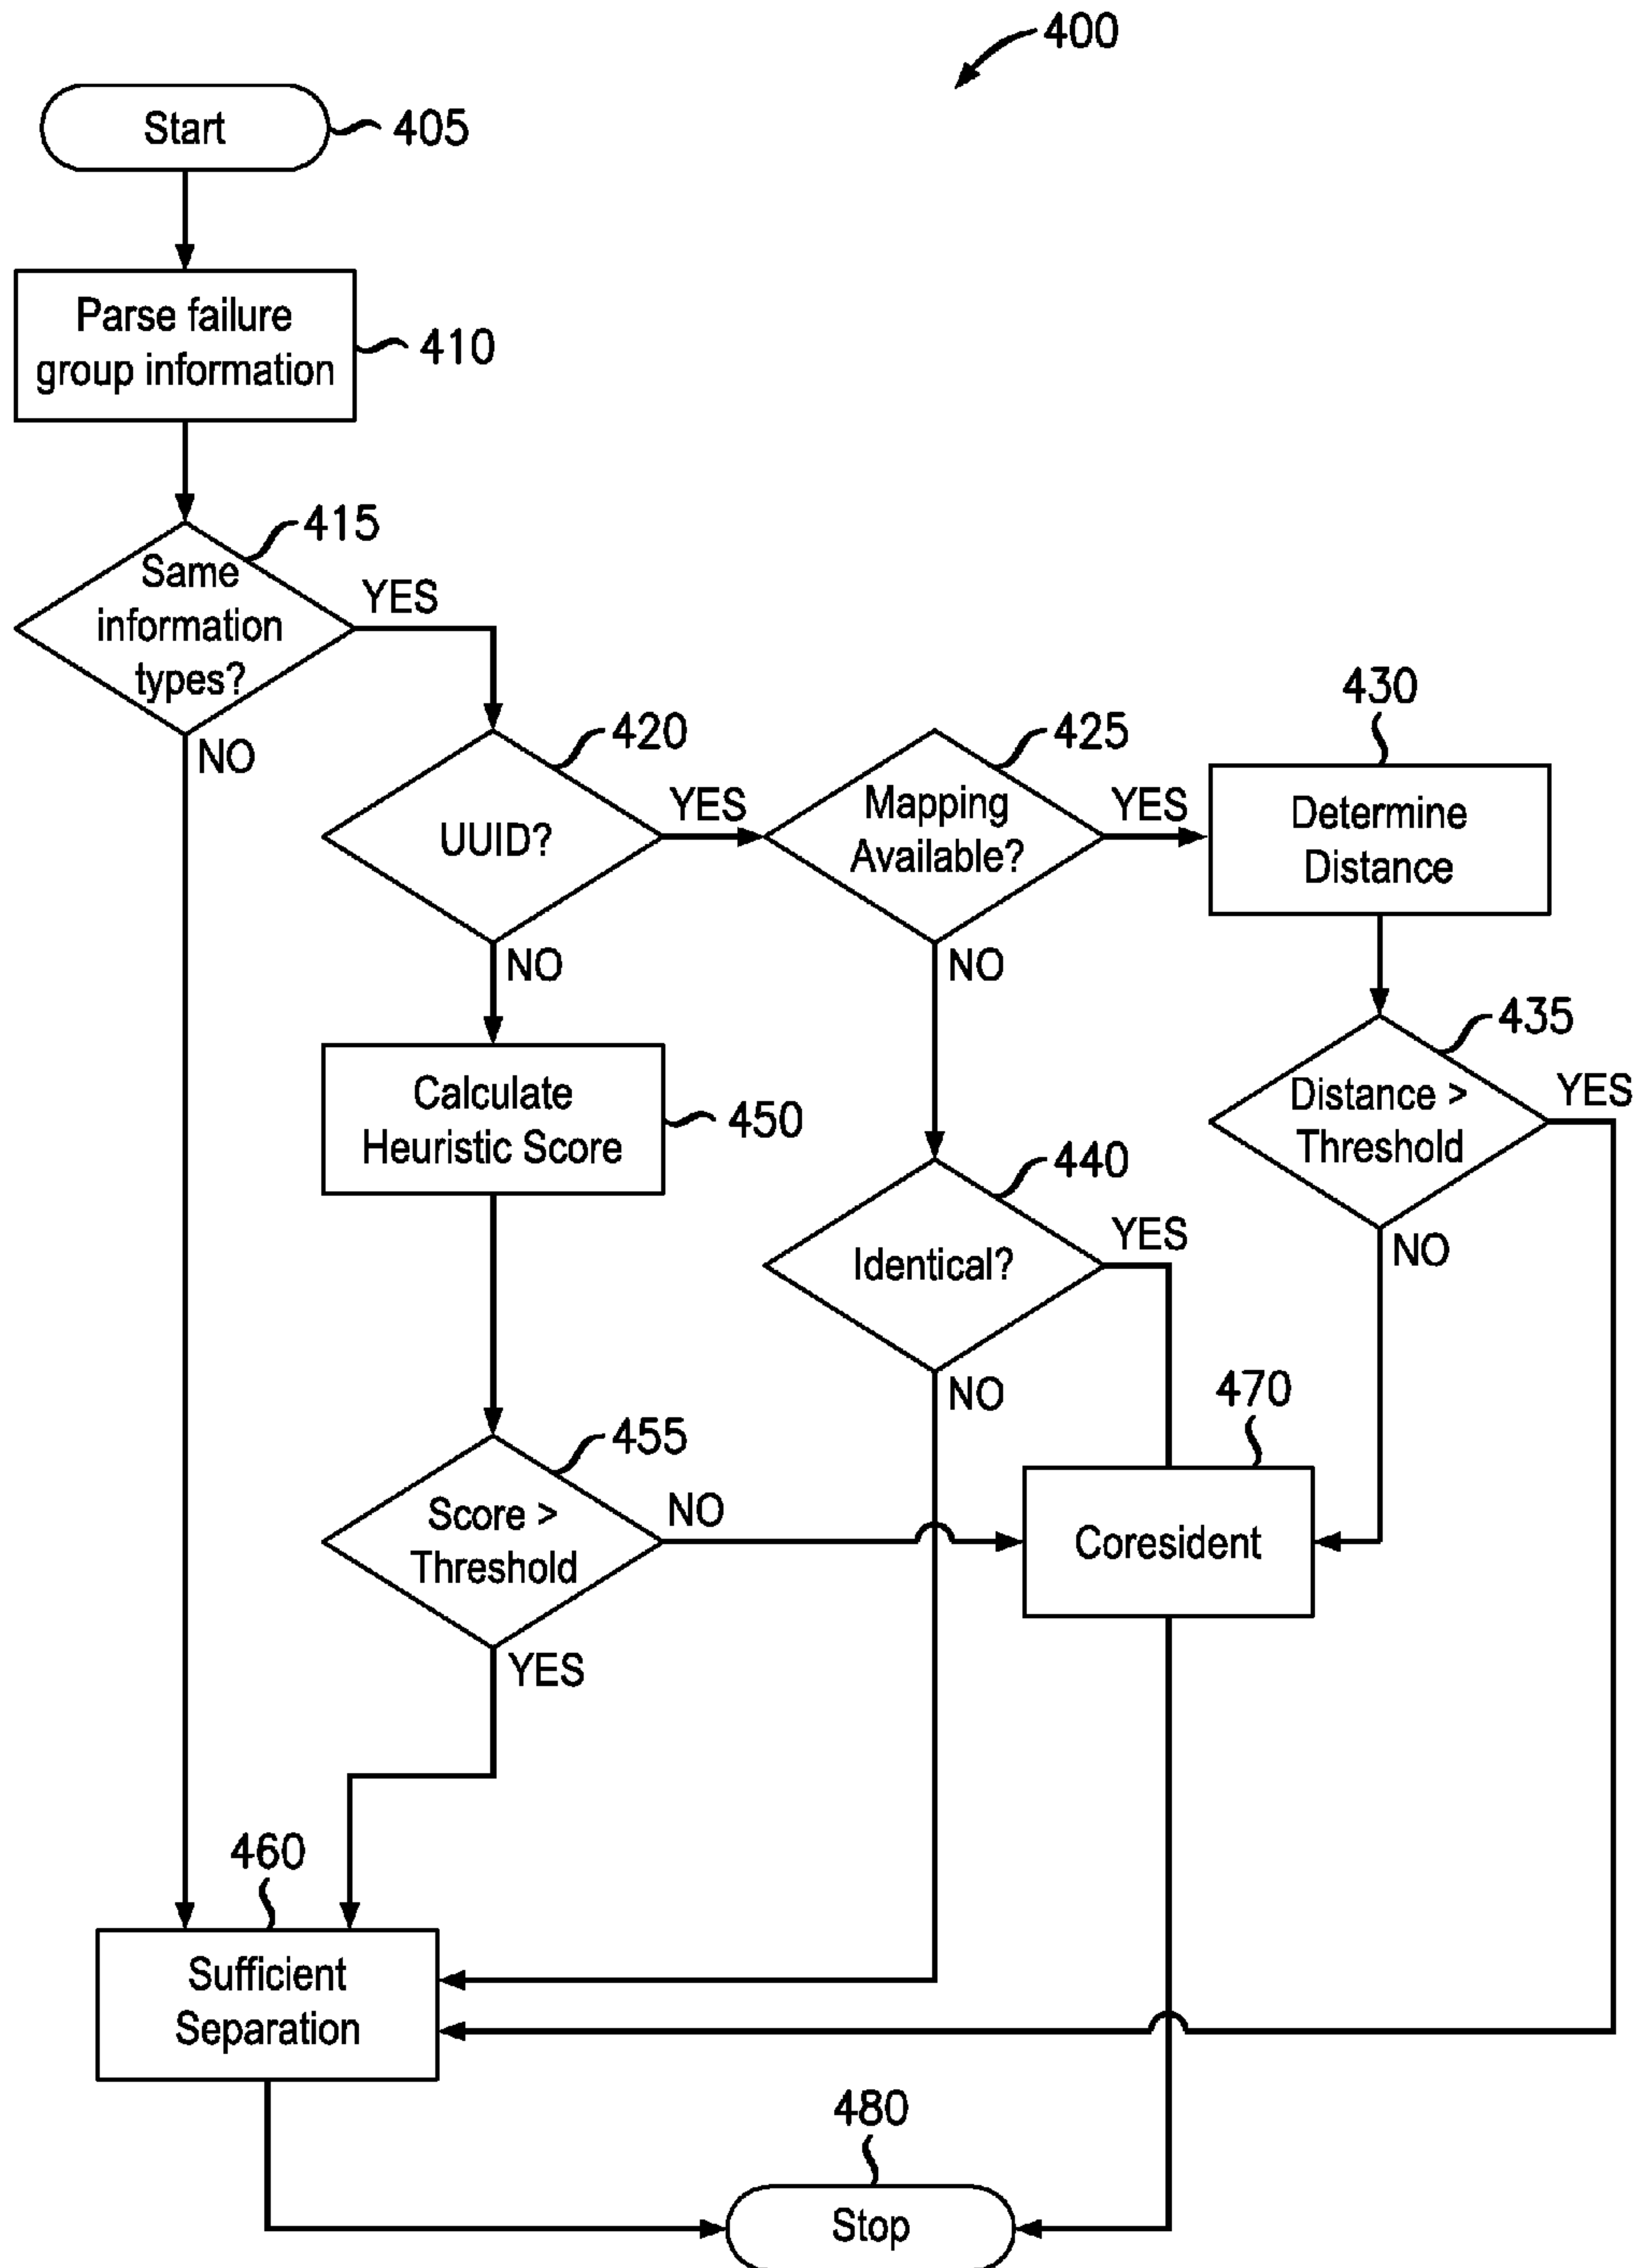 400
Start
405
Parse failure
group information
410
415
Same
information
types?
YES
NO
420
UUID?
YES
NO
425
Mapping
Available?
YES
NO
430
Determine
Distance
435
Distance >
Threshold
YES
NO
Calculate
Heuristic Score
450
440
Identical?
YES
NO
455
Score >
Threshold
NO
YES
470
Coresident
460
Sufficient
Separation
480
Stop